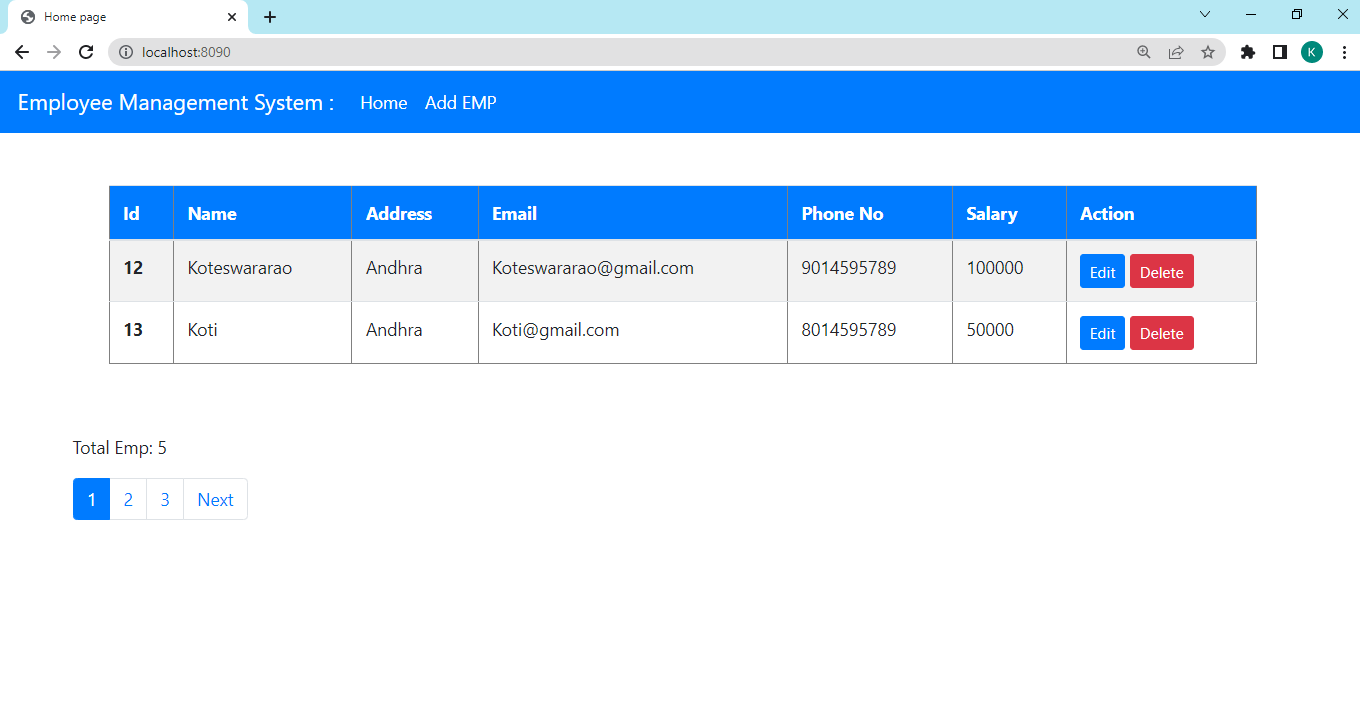 Home page
localhost:8090
K
Employee Management System : Home Add EMP
Id Name Address Email Phone No Salary Action
12 Koteswararao Andhra Koteswararao@gmail.com 9014595789 100000 Edit Delete
13 Koti Andhra Koti@gmail.com 8014595789 50000 Edit Delete
Total Emp: 5
1 2 3 Next